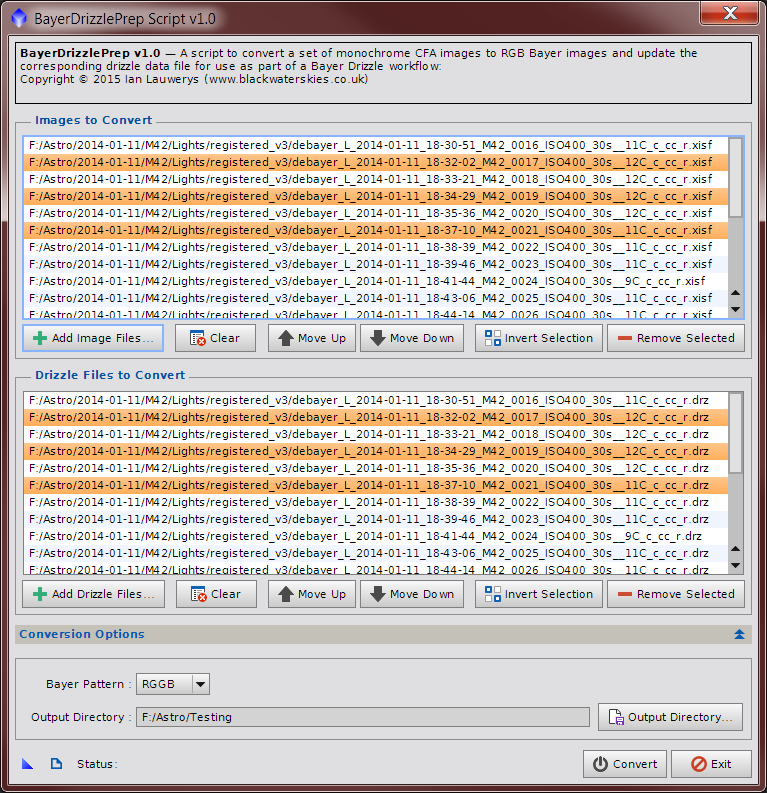 BayerDrizzlePrep Script v1.0
BayerDrizzlePrep v1.0 — A script to convert a set of monochrome CFA images to RGB Bayer images and update the
corresponding drizzle data file for use as part of a Bayer Drizzle workflow:
Copyright © 2015 Ian Lauwerys (www.blackwaterskies.co.uk)
Images to Convert
F:/Astro/2014-01-11/M42/Lights/registered_v3/debayer_L_2014-01-11_18-30-51_M42_0016_ISO400_30s__11C_c_cc_r.xisf
F:/Astro/2014-01-11/M42/Lights/registered_v3/debayer_L_2014-01-11_18-32-02_M42_0017_ISO400_30s__12C_c_cc_r.xisf
F:/Astro/2014-01-11/M42/Lights/registered_v3/debayer_L_2014-01-11_18-33-21_M42_0018_ISO400_30s__12C_c_cc_r.xisf
F:/Astro/2014-01-11/M42/Lights/registered_v3/debayer_L_2014-01-11_18-34-29_M42_0019_ISO400_30s__12C_c_cc_r.xisf
F:/Astro/2014-01-11/M42/Lights/registered_v3/debayer_L_2014-01-11_18-35-36_M42_0020_ISO400_30s__12C_c_cc_r.xisf
F:/Astro/2014-01-11/M42/Lights/registered_v3/debayer_L_2014-01-11_18-37-10_M42_0021_ISO400_30s__11C_c_cc_r.xisf
F:/Astro/2014-01-11/M42/Lights/registered_v3/debayer_L_2014-01-11_18-38-39_M42_0022_ISO400_30s__11C_c_cc_r.xisf
F:/Astro/2014-01-11/M42/Lights/registered_v3/debayer_L_2014-01-11_18-39-46_M42_0023_ISO400_30s__11C_c_cc_r.xisf
F:/Astro/2014-01-11/M42/Lights/registered_v3/debayer_L_2014-01-11_18-41-44_M42_0024_ISO400_30s__9C_c_cc_r.xisf
F:/Astro/2014-01-11/M42/Lights/registered_v3/debayer_L_2014-01-11_18-43-06_M42_0025_ISO400_30s__11C_c_cc_r.xisf
F:/Astro/2014-01-11/M42/Lights/registered_v3/debayer_L_2014-01-11_18-44-14_M42_0026_ISO400_30s__11C_c_cc_r.xisf
Add Image Files... Clear Move Up Move Down Invert Selection Remove Selected
Drizzle Files to Convert
F:/Astro/2014-01-11/M42/Lights/registered_v3/debayer_L_2014-01-11_18-30-51_M42_0016_ISO400_30s__11C_c_cc_r.drz
F:/Astro/2014-01-11/M42/Lights/registered_v3/debayer_L_2014-01-11_18-32-02_M42_0017_ISO400_30s__12C_c_cc_r.drz
F:/Astro/2014-01-11/M42/Lights/registered_v3/debayer_L_2014-01-11_18-33-21_M42_0018_ISO400_30s__12C_c_cc_r.drz
F:/Astro/2014-01-11/M42/Lights/registered_v3/debayer_L_2014-01-11_18-34-29_M42_0019_ISO400_30s__12C_c_cc_r.drz
F:/Astro/2014-01-11/M42/Lights/registered_v3/debayer_L_2014-01-11_18-35-36_M42_0020_ISO400_30s__12C_c_cc_r.drz
F:/Astro/2014-01-11/M42/Lights/registered_v3/debayer_L_2014-01-11_18-37-10_M42_0021_ISO400_30s__11C_c_cc_r.drz
F:/Astro/2014-01-11/M42/Lights/registered_v3/debayer_L_2014-01-11_18-38-39_M42_0022_ISO400_30s__11C_c_cc_r.drz
F:/Astro/2014-01-11/M42/Lights/registered_v3/debayer_L_2014-01-11_18-39-46_M42_0023_ISO400_30s__11C_c_cc_r.drz
F:/Astro/2014-01-11/M42/Lights/registered_v3/debayer_L_2014-01-11_18-41-44_M42_0024_ISO400_30s__9C_c_cc_r.drz
F:/Astro/2014-01-11/M42/Lights/registered_v3/debayer_L_2014-01-11_18-43-06_M42_0025_ISO400_30s__11C_c_cc_r.drz
F:/Astro/2014-01-11/M42/Lights/registered_v3/debayer_L_2014-01-11_18-44-14_M42_0026_ISO400_30s__11C_c_cc_r.drz
Add Drizzle Files... Clear Move Up Move Down Invert Selection Remove Selected
Conversion Options
Bayer Pattern : RGGB
Output Directory : F:/Astro/Testing Output Directory...
Status: Convert Exit